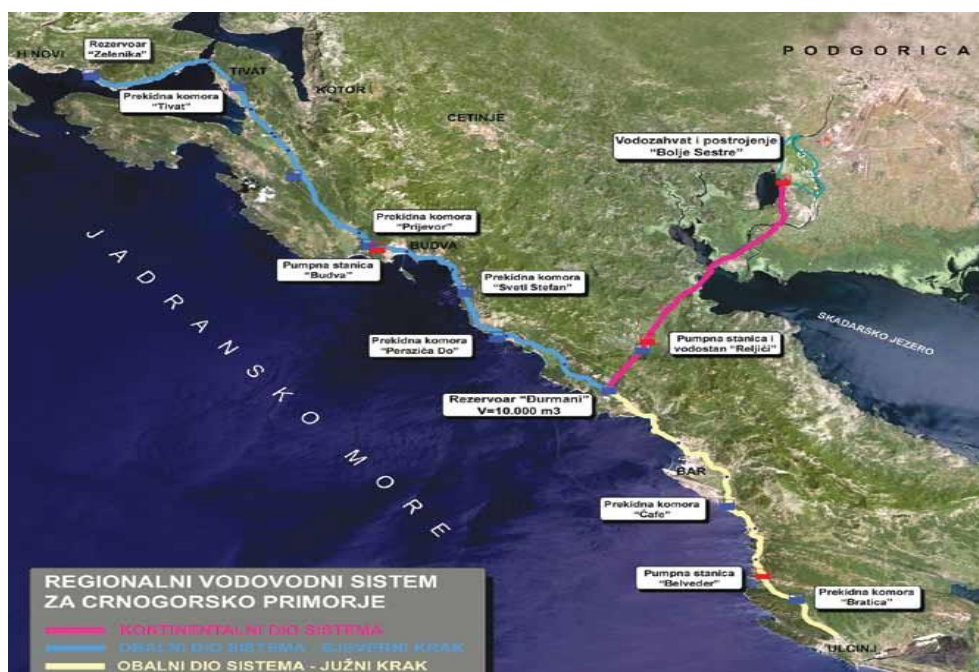 H.NOVI
Rezervoar
"Zelenika"
TIVAT
Prekidna komora
"Tivat"
KOTOR
CETINJE
PODGORICA
Vodozahvat i postrojenje
"Bolje Sestre"
Prekidna komora
"Prijevor"
BUDVA
Pumpna stanica
"Budva"
Prekidna komora
"Sveti Stefan"
Prekidna komora
"Perazića Do"
SKADARSKO JEZERO
Pumpna stanica i
vodostan "Reljići"
Rezervoar "Đurmani"
V=10.000 m3
JADRANSKO MORE
BAR
Prekidna komora
"Ćafe"
Pumpna stanica
"Belveder"
Prekidna komora
"Bratica"
ULCINJ
REGIONALNI VODOVODNI SISTEM
ZA CRNOGORSKO PRIMORJE
KONTINENTALNI DIO SISTEMA
OBALNI DIO SISTEMA - SJEVERNI KRAK
OBALNI DIO SISTEMA - JUŽNI KRAK